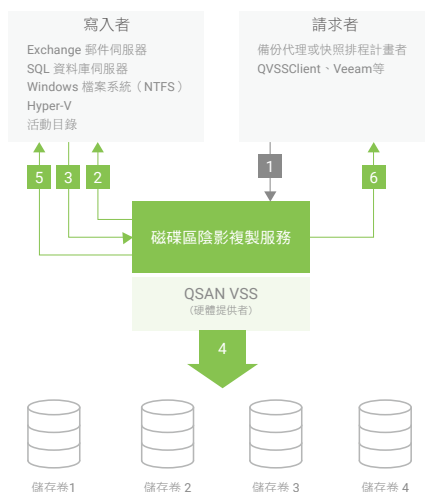 寫入者
Exchange 郵件伺服器
SQL 資料庫伺服器
Windows 檔案系統（NTFS）
Hyper-V
活動目錄
請求者
備份代理或快照排程計畫者
QVSSClient、Veeam等
5
3
2
1
6
磁碟區陰影複製服務
QSAN VSS
（硬體提供者）
4
儲存卷1
儲存卷 2
儲存卷 3
儲存卷 4